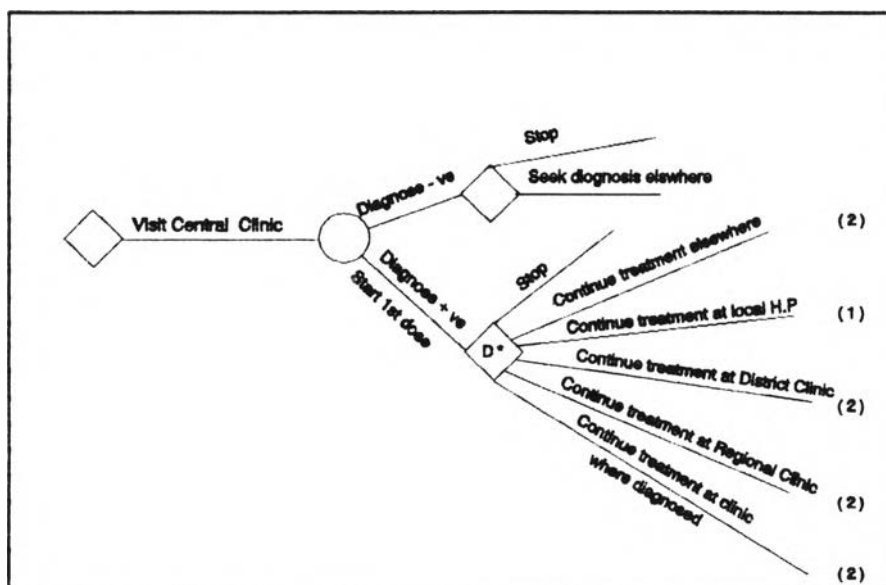 Stop
Diagnose - ve
Seek diagnosis elswhere
Visit Central Clinic
Diagnose + ve
Start 1st dose
Stop
Continue treatment elsewhere
(2)
Continue treatment at local H.P
(1)
D*
Continue treatment at District Clinic
(2)
Continue treatment at Regional Clinic
(2)
Continue treatment at clinic
where diagnosed
(2)